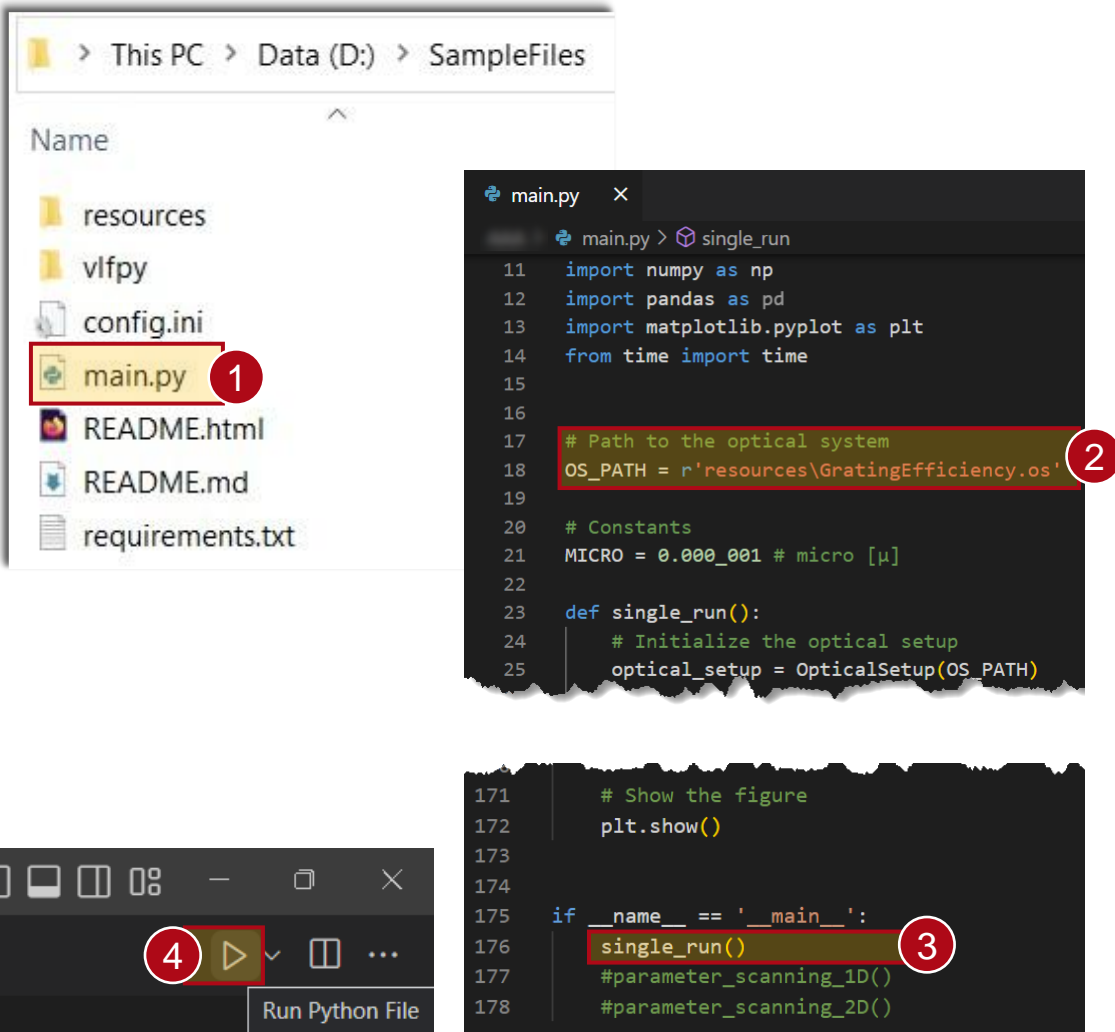 > This PC > Data (D:) > SampleFiles
Name
resources
vlfpy
config.ini
main.py 1
README.html
README.md
requirements.txt
main.py ×
main.py > single_run
11 import numpy as np
12 import pandas as pd
13 import matplotlib.pyplot as plt
14 from time import time
15
16
17 # Path to the optical system
18 OS_PATH = r'resources\GratingEfficiency.os' 2
19
20 # Constants
21 MICRO = 0.000_001 # micro [µ]
22
23 def single_run():
24 # Initialize the optical setup
25 optical_setup = OpticalSetup(OS_PATH)
171 # Show the figure
172 plt.show()
173
174
175 if __name__ == '__main__':
176 single_run() 3
177 #parameter_scanning_1D()
178 #parameter_scanning_2D()
4
Run Python File